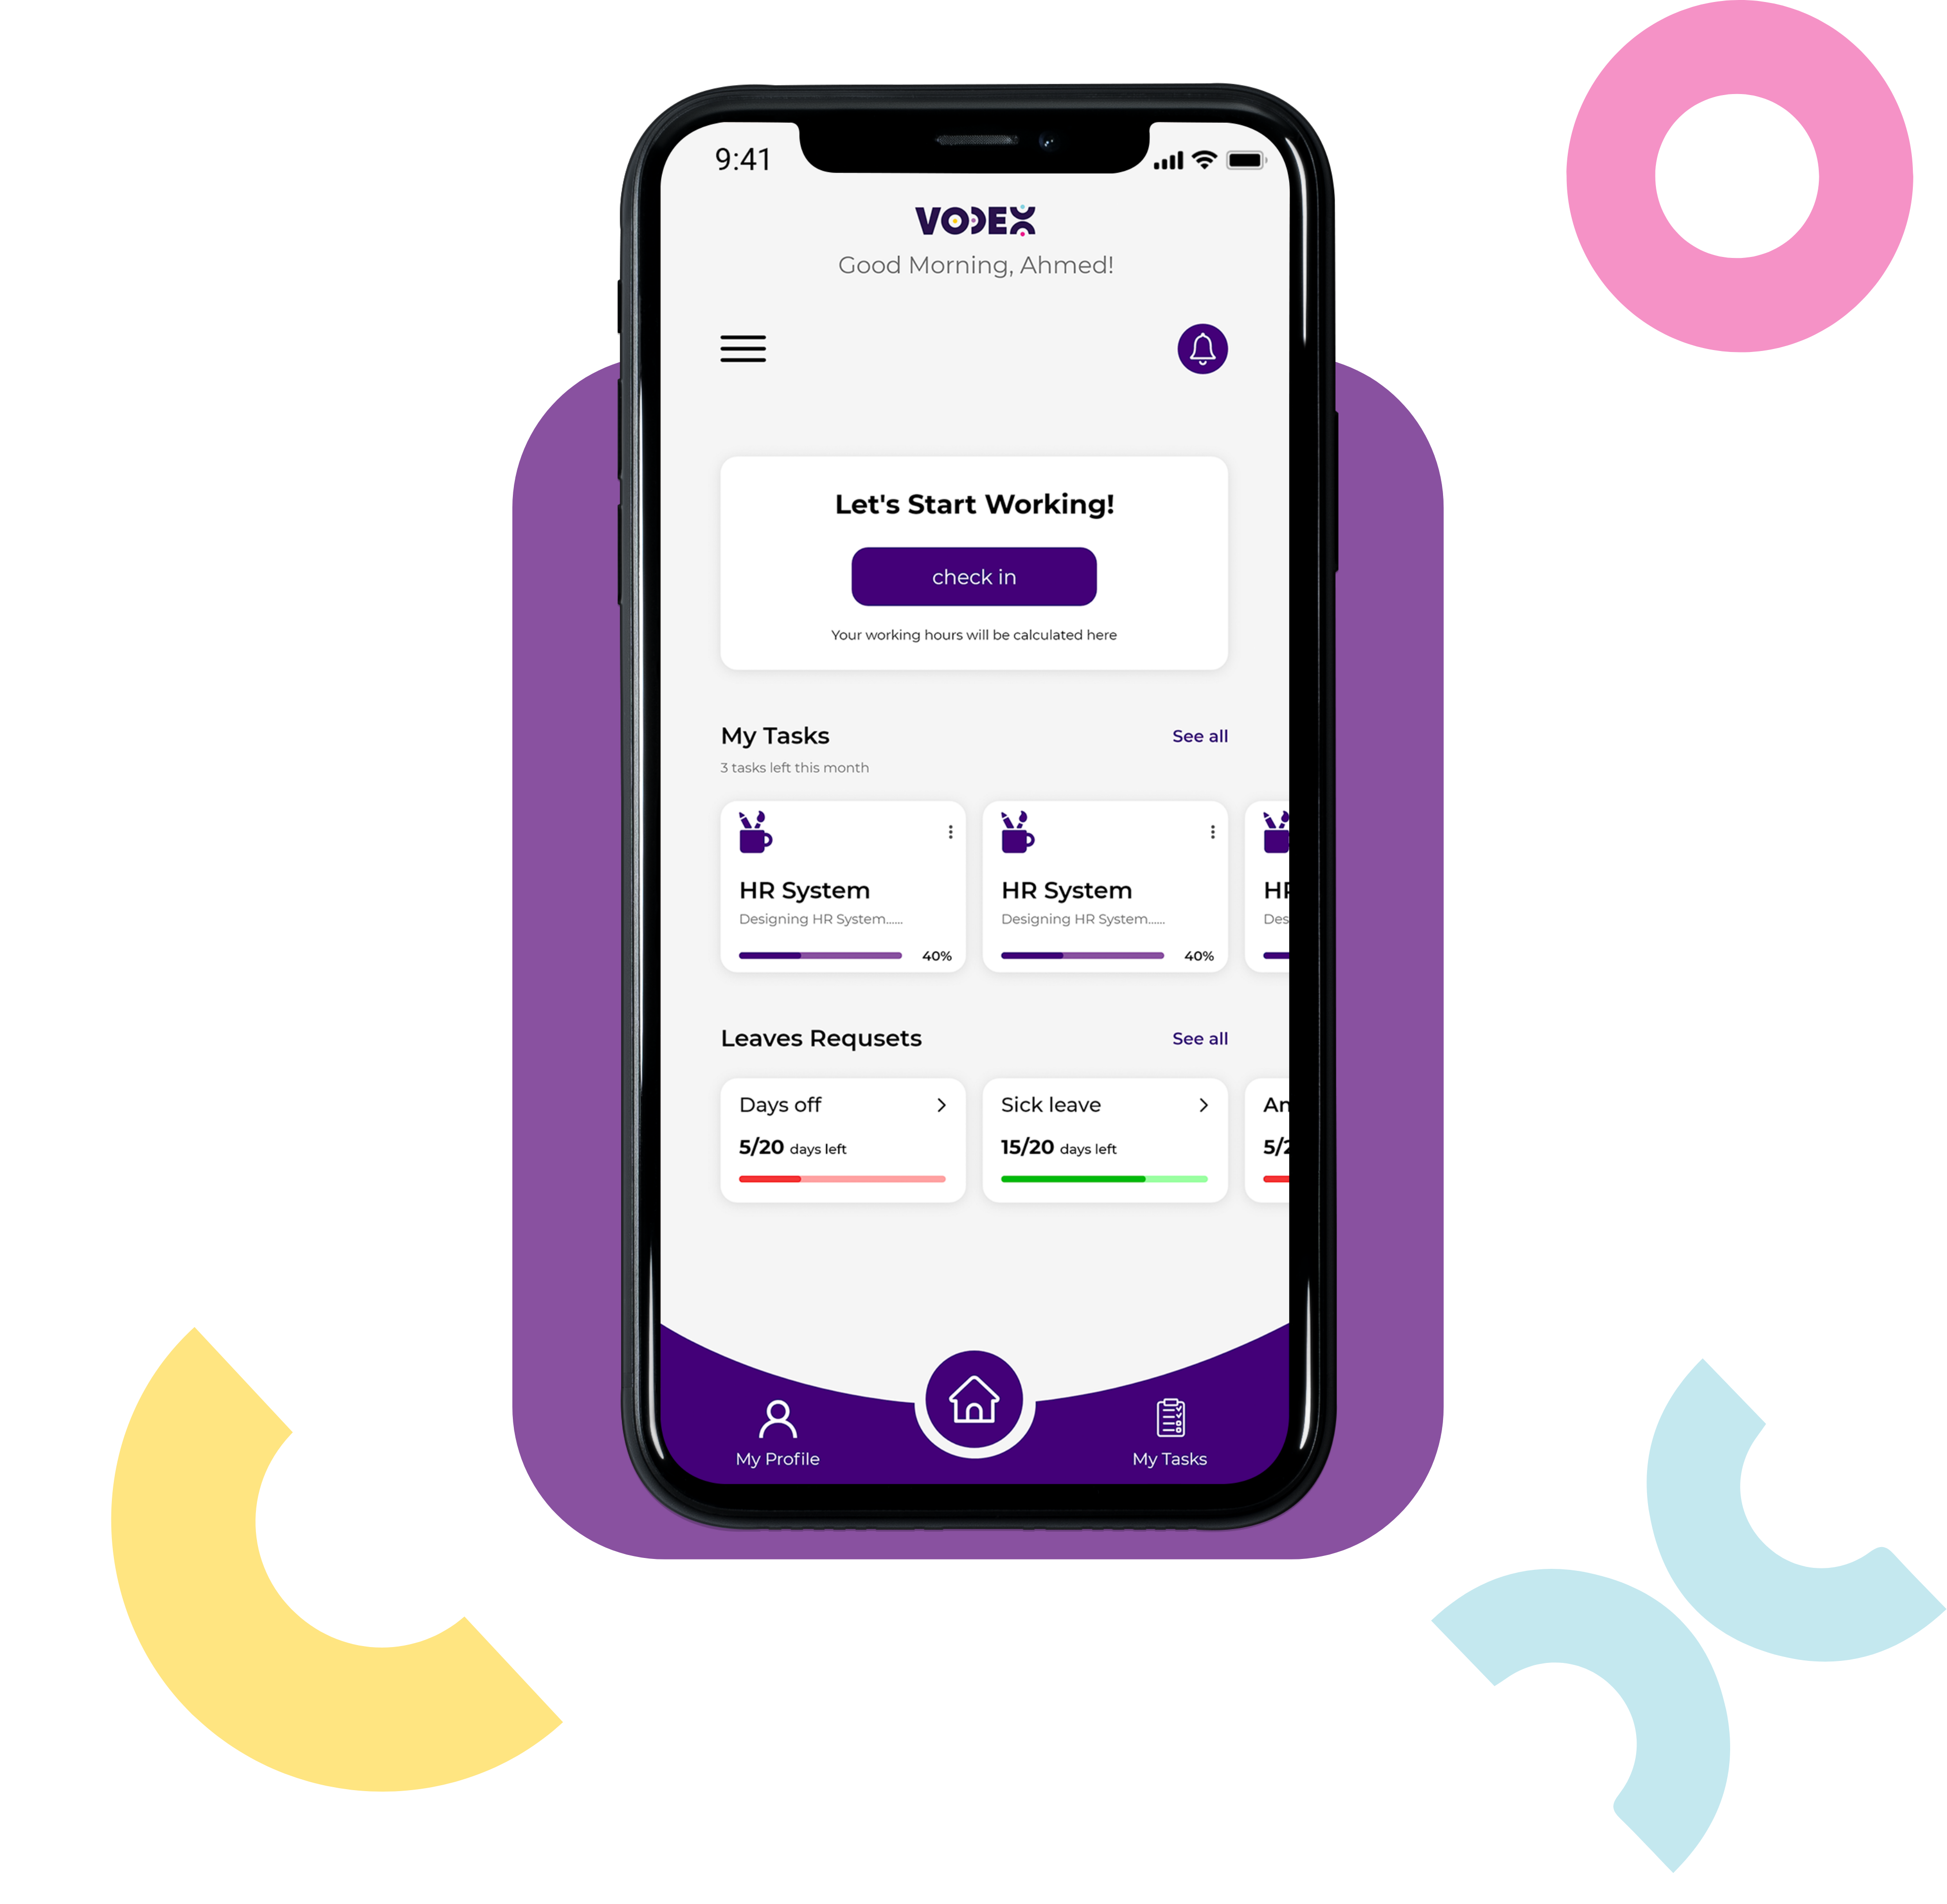 9:41
VODEX
Good Morning, Ahmed!
Let's Start Working!
check in
Your working hours will be calculated here
My Tasks
See all
3 tasks left this month
HR System
HR System
HR
Designing HR System......
Designing HR System......
Des
40%
40%
Leaves Requsets
See all
Days off
Sick leave
An
5/20 days left
15/20 days left
5/2
My Profile
My Tasks